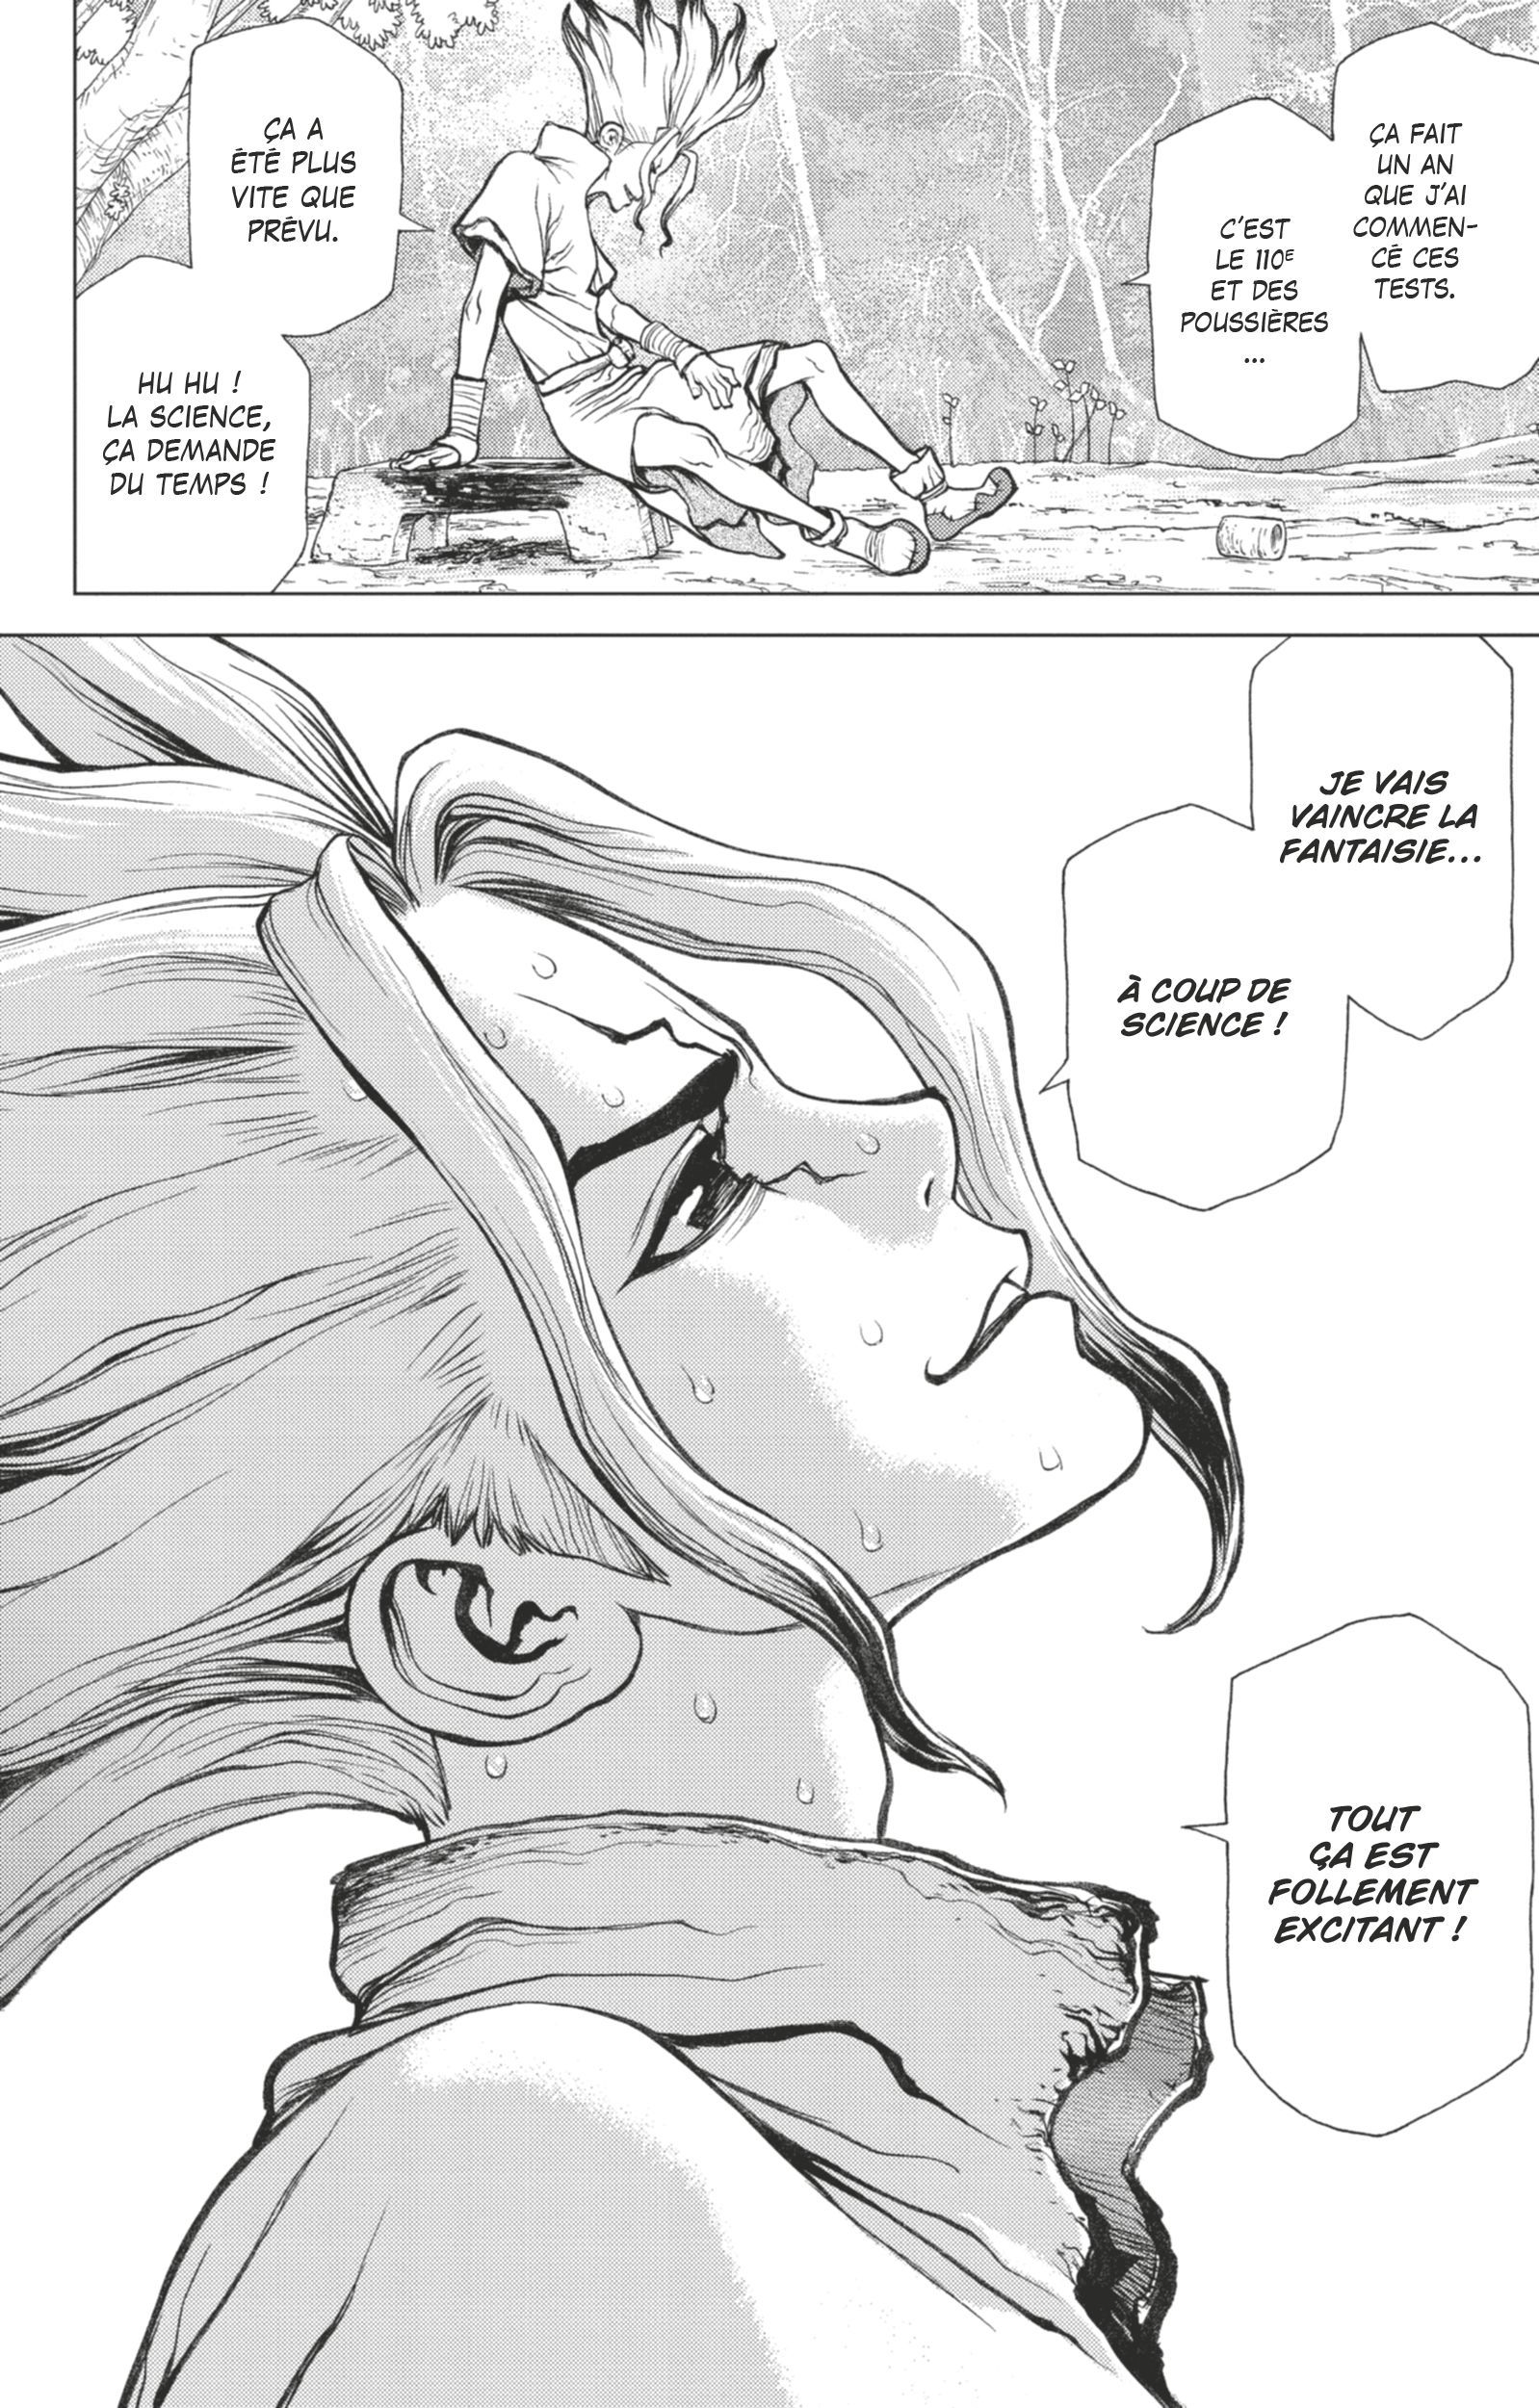 ÇA FAIT
UN AN
QUE J'AI
COMMEN-
CÉ CES
TESTS.
C'EST
LE 110E
ET DES
POUSSIÈRES
...
ÇA A
ÉTÉ PLUS
VITE QUE
PRÉVU.
HU HU !
LA SCIENCE,
ÇA DEMANDE
DU TEMPS !
JE VAIS
VAINCRE LA
FANTAISIE...
À COUP DE
SCIENCE !
TOUT
ÇA EST
FOLLEMENT
EXCITANT !